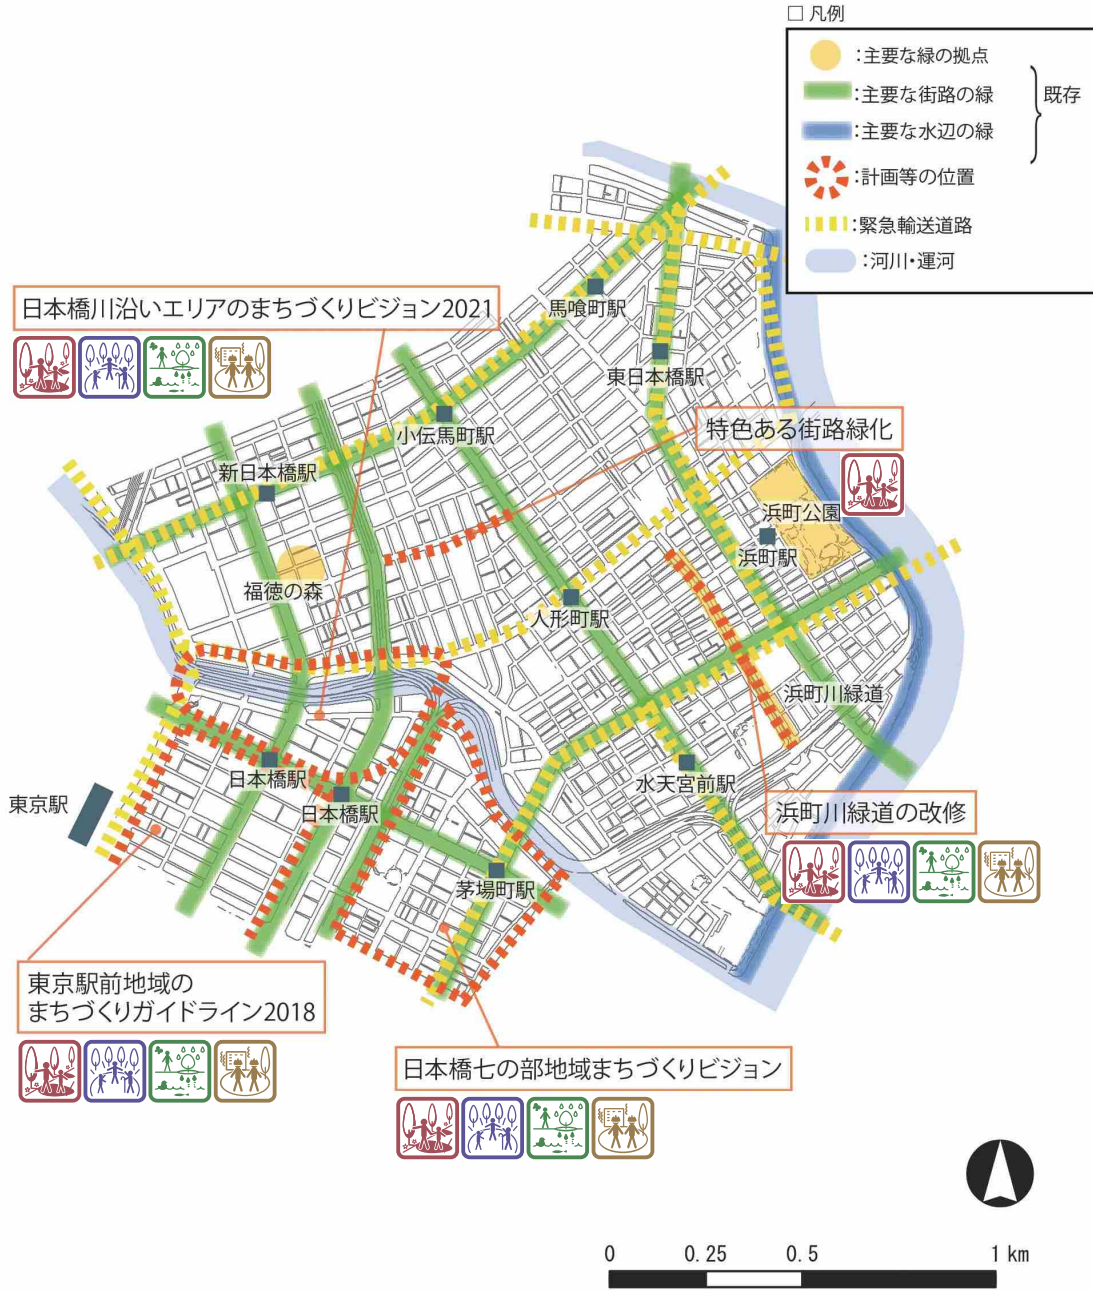 □ 凡例
:主要な緑の拠点
:主要な街路の緑
:主要な水辺の緑
既存
:計画等の位置
:緊急輸送道路
:河川・運河
日本橋川沿いエリアのまちづくりビジョン2021
馬喰町駅
東日本橋駅
小伝馬町駅
特色ある街路緑化
新日本橋駅
浜町公園
浜町駅
福徳の森
人形町駅
浜町川緑道
日本橋駅
水天宮前駅
東京駅
日本橋駅
浜町川緑道の改修
茅場町駅
東京駅前地域の
まちづくりガイドライン2018
日本橋七の部地域まちづくりビジョン
0 0.25 0.5 1 km